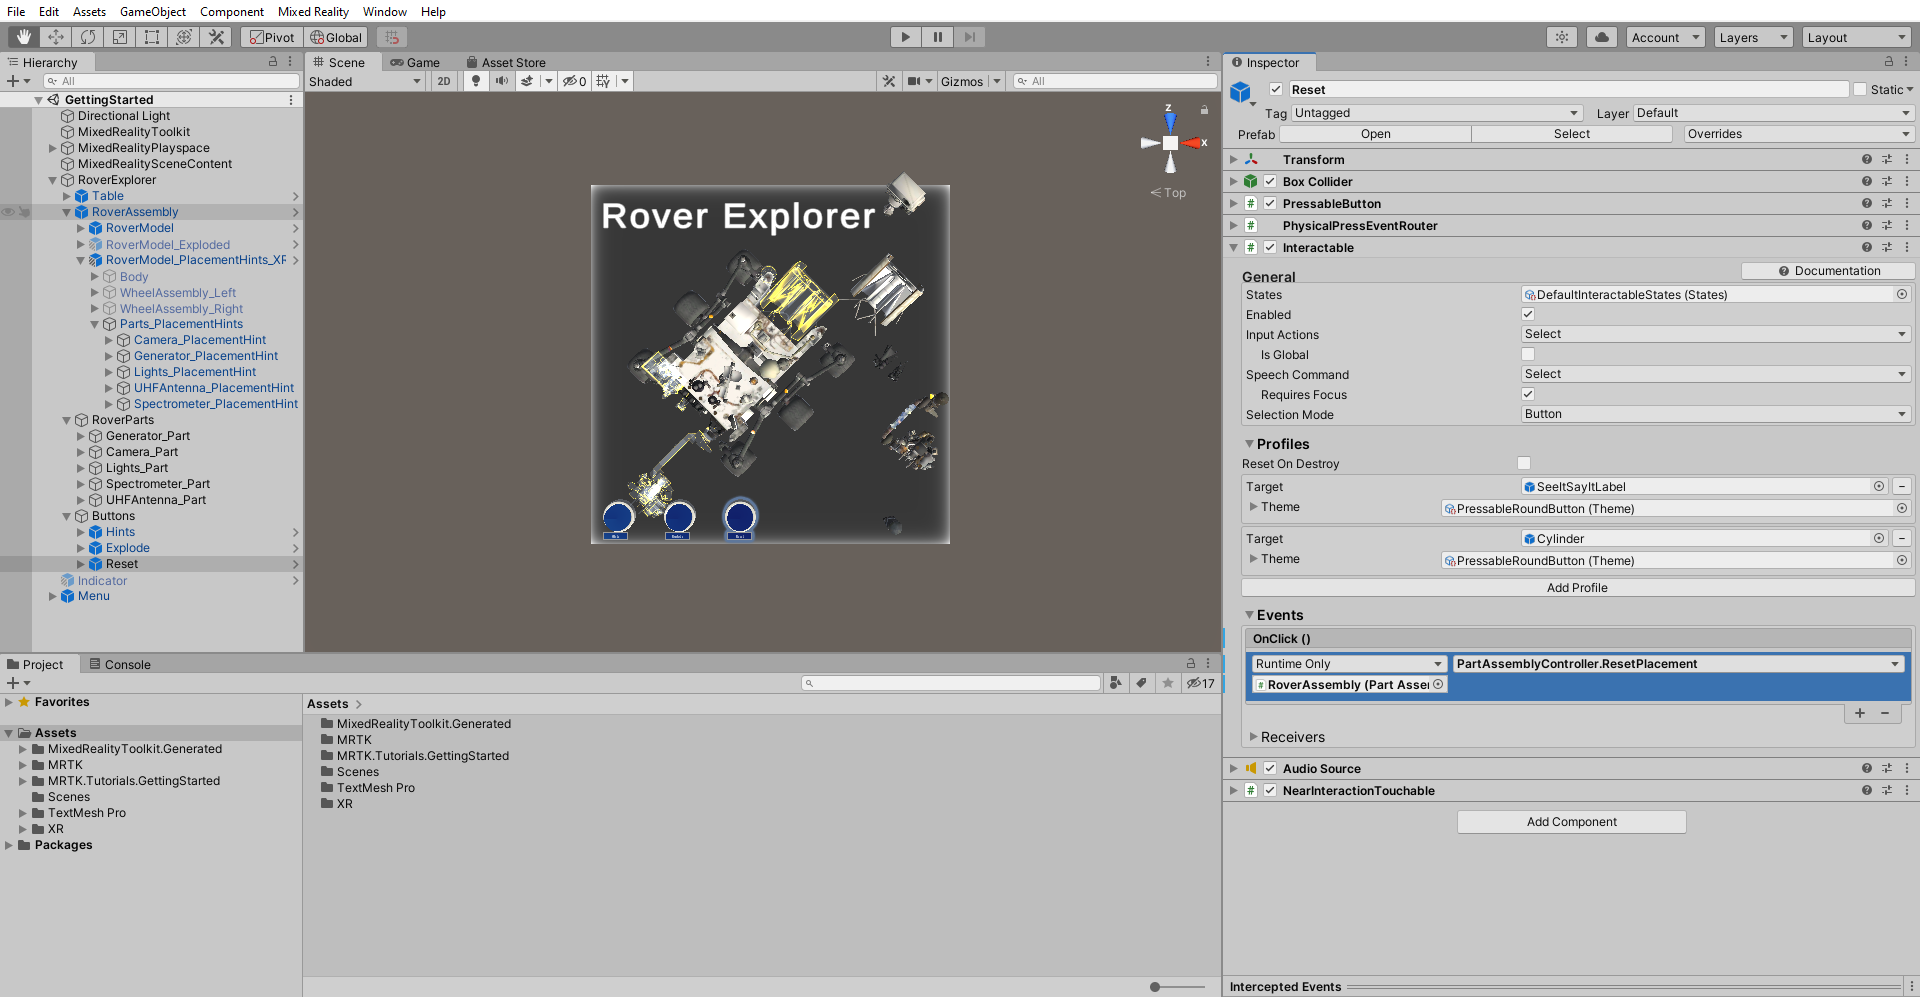 File Edit Assets GameObject Component Mixed Reality Window Help
Pivot Global Account Layers Layout
Hierarchy
All
GettingStarted
Directional Light
MixedRealityToolkit
MixedRealityPlayspace
MixedRealitySceneContent
RoverExplorer
Table
RoverAssembly
RoverModel
RoverModel_Exploded
RoverModel_PlacementHints_XR
Body
WheelAssembly_Left
WheelAssembly_Right
Parts_PlacementHints
Camera_PlacementHint
Generator_PlacementHint
Lights_PlacementHint
UHFAntenna_PlacementHint
Spectrometer_PlacementHint
RoverParts
Generator_Part
Camera_Part
Lights_Part
Spectrometer_Part
UHFAntenna_Part
Buttons
Hints
Explode
Reset
Indicator
Menu
Scene Game Asset Store
Shaded 2D 0 Gizmos All
z
x
Top
Rover Explorer
Project Console
17
Favorites
Assets
MixedRealityToolkit.Generated
MRTK
MRTK.Tutorials.GettingStarted
Scenes
TextMesh Pro
XR
Packages
Assets
MixedRealityToolkit.Generated
MRTK
MRTK.Tutorials.GettingStarted
Scenes
TextMesh Pro
XR
Inspector
Reset Static
Tag Untagged Layer Default
Prefab Open Select Overrides
Transform
Box Collider
# PressableButton
# PhysicalPressEventRouter
# Interactable
Documentation
General
States DefaultInteractableStates (States)
Enabled
Input Actions Select
Is Global
Speech Command Select
Requires Focus
Selection Mode Button
Profiles
Reset On Destroy
Target SeeItSayItLabel
Theme PressableRoundButton (Theme)
Target Cylinder
Theme PressableRoundButton (Theme)
Add Profile
Events
OnClick ()
Runtime Only PartAssemblyController.ResetPlacement
# RoverAssembly (Part Asser
+ −
Receivers
Audio Source
# NearInteractionTouchable
Add Component
Intercepted Events